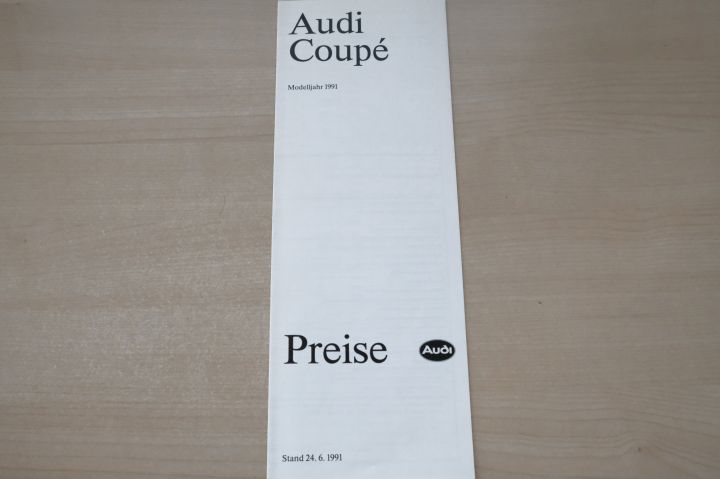 Audi
Coupé
Modelljahr 1991
Preise
Audi
Stand 24. 6. 1991